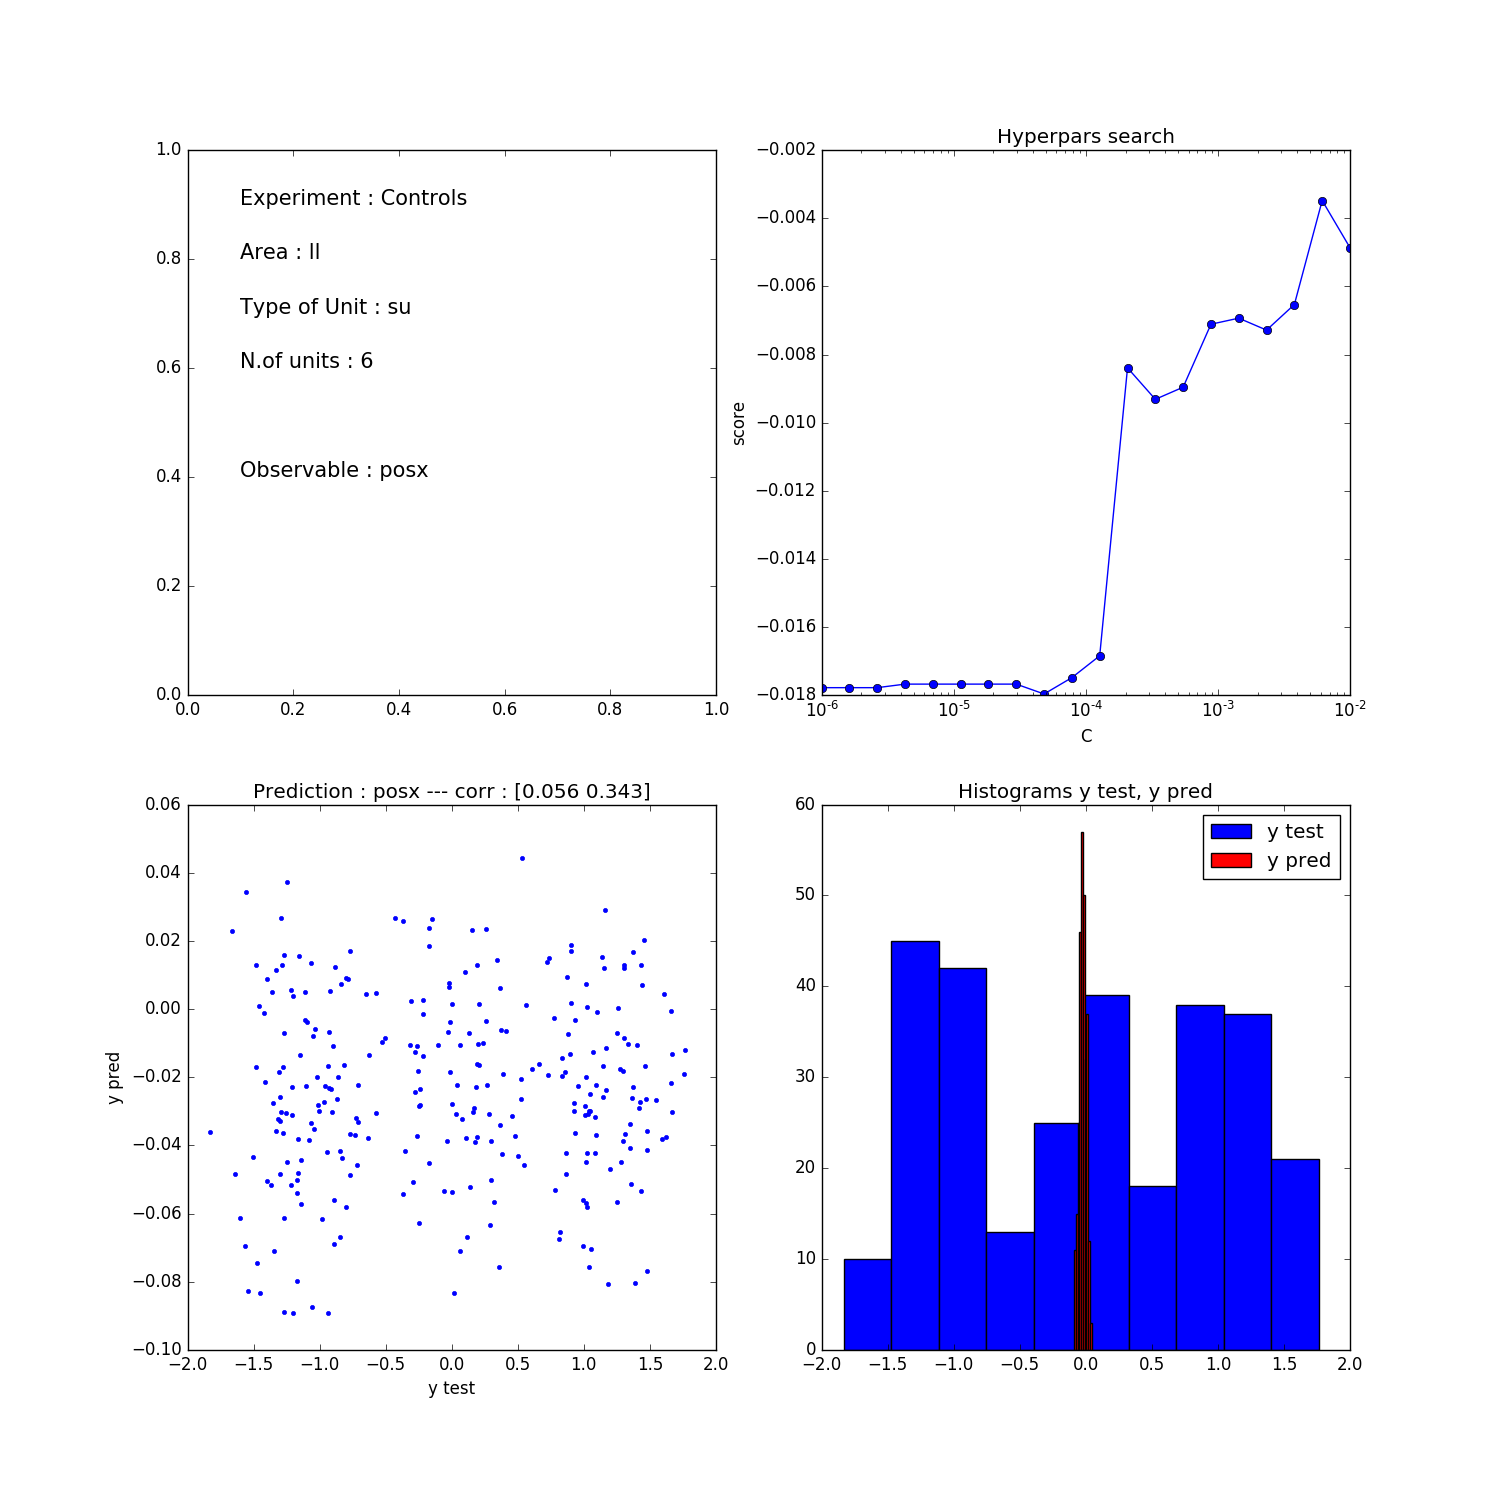 1.0
0.8
0.6
0.4
0.2
0.0
0.0 0.2 0.4 0.6 0.8 1.0
Experiment : Controls
Area : ll
Type of Unit : su
N.of units : 6
Observable : posx
Hyperpars search
−0.002
−0.004
−0.006
−0.008
−0.010
−0.012
−0.014
−0.016
−0.018
score
10-6 10-5 10-4 10-3 10-2
C
Prediction : posx --- corr : [0.056 0.343]
0.06
0.04
0.02
0.00
−0.02
−0.04
−0.06
−0.08
−0.10
y pred
−2.0 −1.5 −1.0 −0.5 0.0 0.5 1.0 1.5 2.0
y test
Histograms y test, y pred
60
50
40
30
20
10
0
y test
y pred
−2.0 −1.5 −1.0 −0.5 0.0 0.5 1.0 1.5 2.0